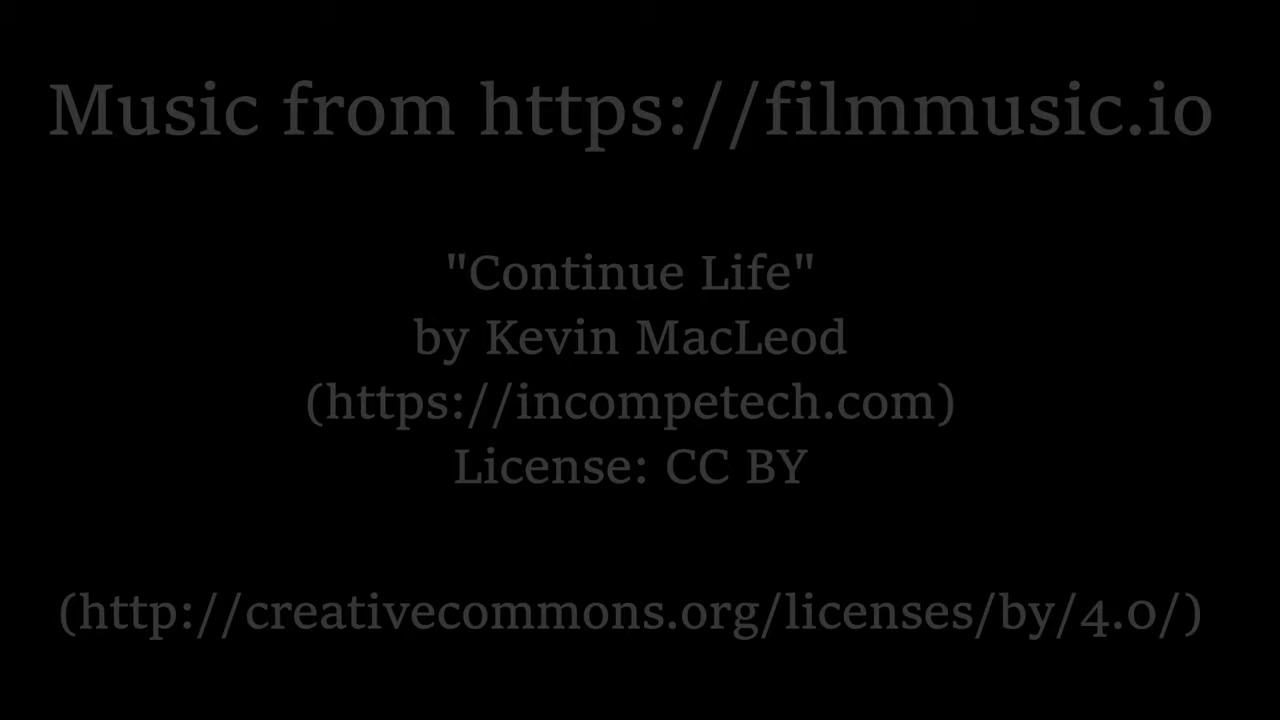 Music from https://filmmusic.io
"Continue Life"
by Kevin MacLeod
(https://incompetech.com)
License: CC BY
(http://creativecommons.org/licenses/by/4.0/)